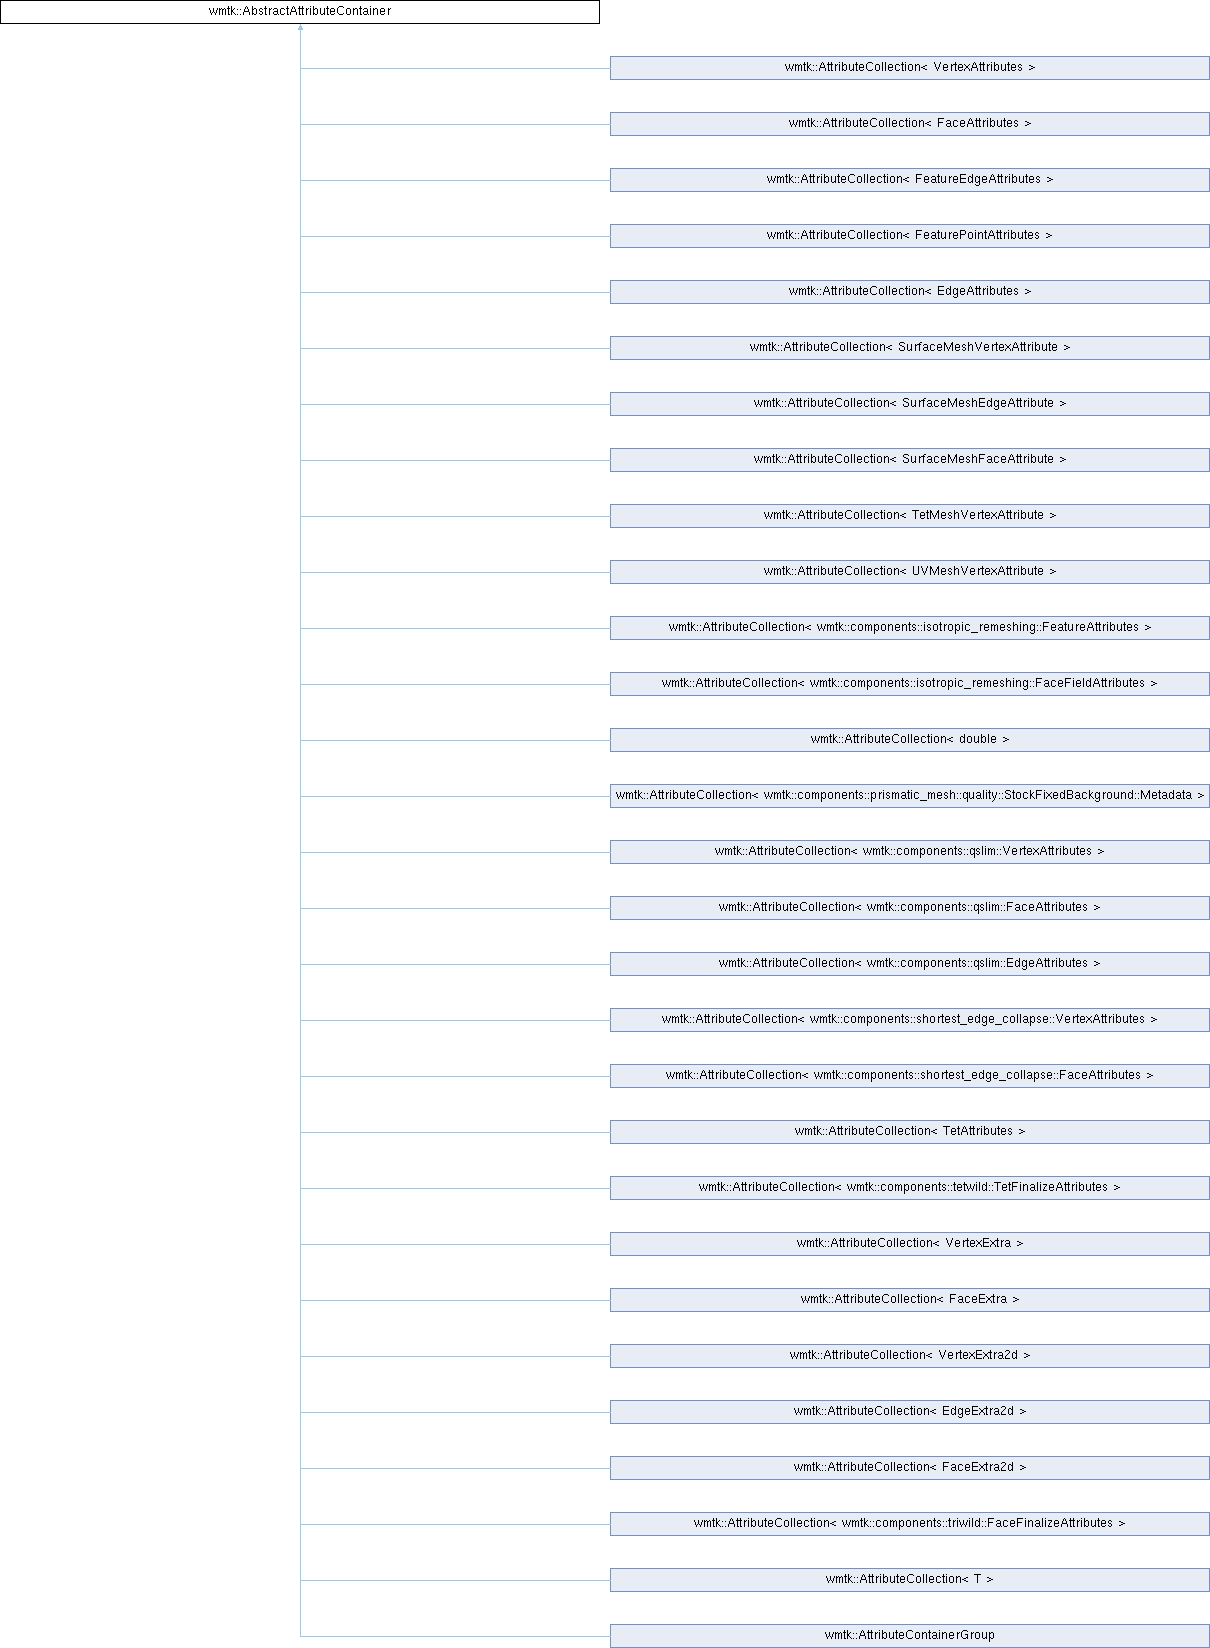 wmtk::AbstractAttributeContainer
wmtk::AttributeCollection< VertexAttributes >
wmtk::AttributeCollection< FaceAttributes >
wmtk::AttributeCollection< FeatureEdgeAttributes >
wmtk::AttributeCollection< FeaturePointAttributes >
wmtk::AttributeCollection< EdgeAttributes >
wmtk::AttributeCollection< SurfaceMeshVertexAttribute >
wmtk::AttributeCollection< SurfaceMeshEdgeAttribute >
wmtk::AttributeCollection< SurfaceMeshFaceAttribute >
wmtk::AttributeCollection< TetMeshVertexAttribute >
wmtk::AttributeCollection< UVMeshVertexAttribute >
wmtk::AttributeCollection< wmtk::components::isotropic_remeshing::FeatureAttributes >
wmtk::AttributeCollection< wmtk::components::isotropic_remeshing::FaceFieldAttributes >
wmtk::AttributeCollection< double >
wmtk::AttributeCollection< wmtk::components::prismatic_mesh::quality::StockFixedBackground::Metadata >
wmtk::AttributeCollection< wmtk::components::qslim::VertexAttributes >
wmtk::AttributeCollection< wmtk::components::qslim::FaceAttributes >
wmtk::AttributeCollection< wmtk::components::qslim::EdgeAttributes >
wmtk::AttributeCollection< wmtk::components::shortest_edge_collapse::VertexAttributes >
wmtk::AttributeCollection< wmtk::components::shortest_edge_collapse::FaceAttributes >
wmtk::AttributeCollection< TetAttributes >
wmtk::AttributeCollection< wmtk::components::tetwild::TetFinalizeAttributes >
wmtk::AttributeCollection< VertexExtra >
wmtk::AttributeCollection< FaceExtra >
wmtk::AttributeCollection< VertexExtra2d >
wmtk::AttributeCollection< EdgeExtra2d >
wmtk::AttributeCollection< FaceExtra2d >
wmtk::AttributeCollection< wmtk::components::triwild::FaceFinalizeAttributes >
wmtk::AttributeCollection< T >
wmtk::AttributeContainerGroup